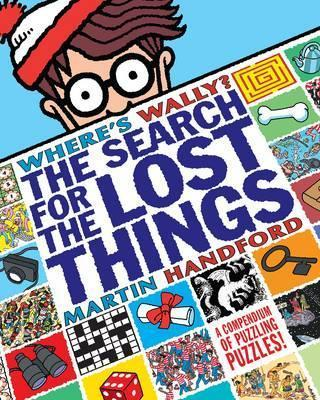 WHERE'S WALLY?
THE SEARCH
FOR
THE LOST
THINGS
MARTIN HANDFORD
A COMPENDIUM
OF PUZZLING
PUZZLES!